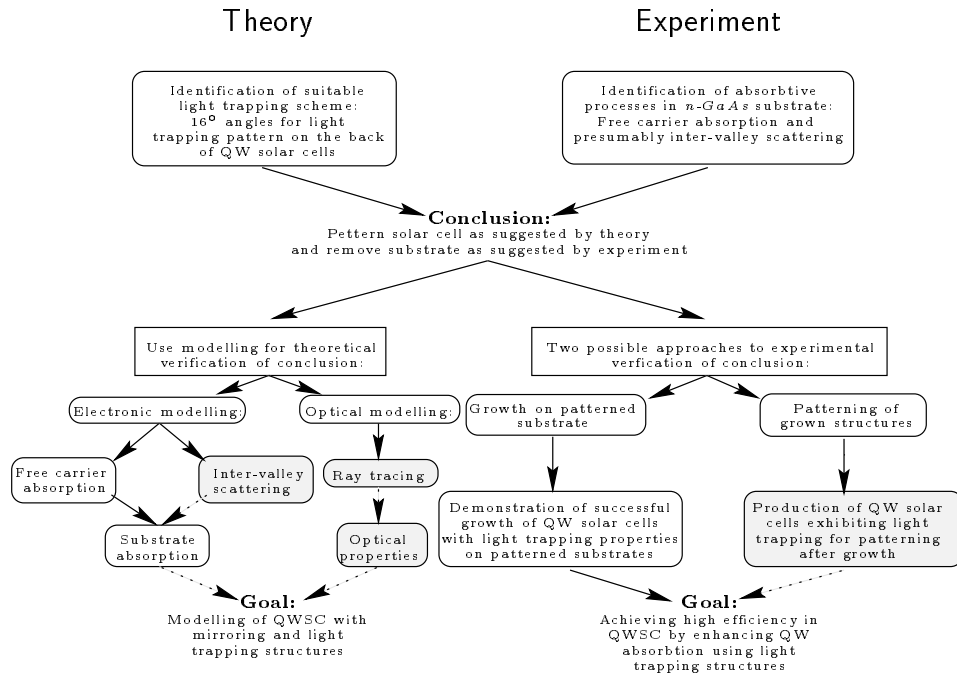 Theory
Experiment
Identification of suitable
light trapping scheme:
16° angles for light
trapping pattern on the back
of QW solar cells
Identification of absorbtive
processes in n-GaAs substrate:
Free carrier absorption and
presumably inter-valley scattering
Conclusion:
Pettern solar cell as suggested by theory
and remove substrate as suggested by experiment
Use modelling for theoretical
verification of conclusion:
Two possible approaches to experimental
verfication of conclusion:
Electronic modelling:
Optical modelling:
Growth on patterned
substrate
Patterning of
grown structures
Free carrier
absorption
Inter-valley
scattering
Ray tracing
Demonstration of successful
growth of QW solar cells
with light trapping properties
on patterned substrates
Production of QW solar
cells exhibiting light
trapping for patterning
after growth
Substrate
absorption
Optical
properties
Goal:
Modelling of QWSC with
mirroring and light
trapping structures
Goal:
Achieving high efficiency in
QWSC by enhancing QW
absorbtion using light
trapping structures